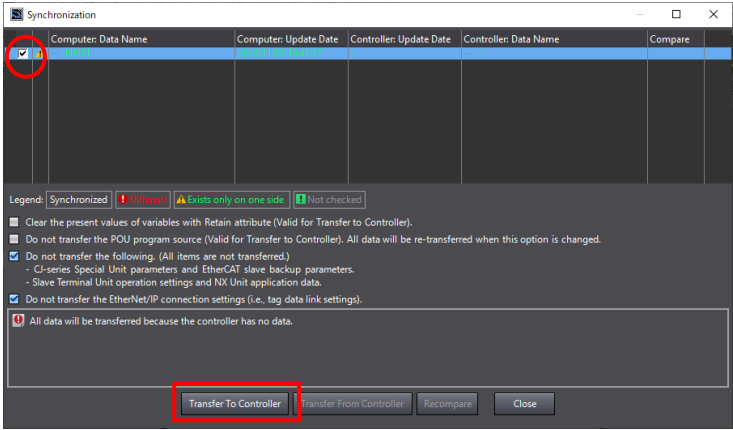 Synchronization
Computer: Data Name Computer: Update Date Controller: Update Date Controller: Data Name Compare
Legend: Synchronized Different Exists only on one side Not checked
Clear the present values of variables with Retain attribute (Valid for Transfer to Controller).
Do not transfer the POU program source (Valid for Transfer to Controller). All data will be re-transferred when this option is changed.
Do not transfer the following. (All items are not transferred.)
- CJ-series Special Unit parameters and EtherCAT slave backup parameters.
- Slave Terminal Unit operation settings and NX Unit application data.
Do not transfer the EtherNet/IP connection settings (i.e., tag data link settings).
All data will be transferred because the controller has no data.
Transfer To Controller Transfer From Controller Recompare Close